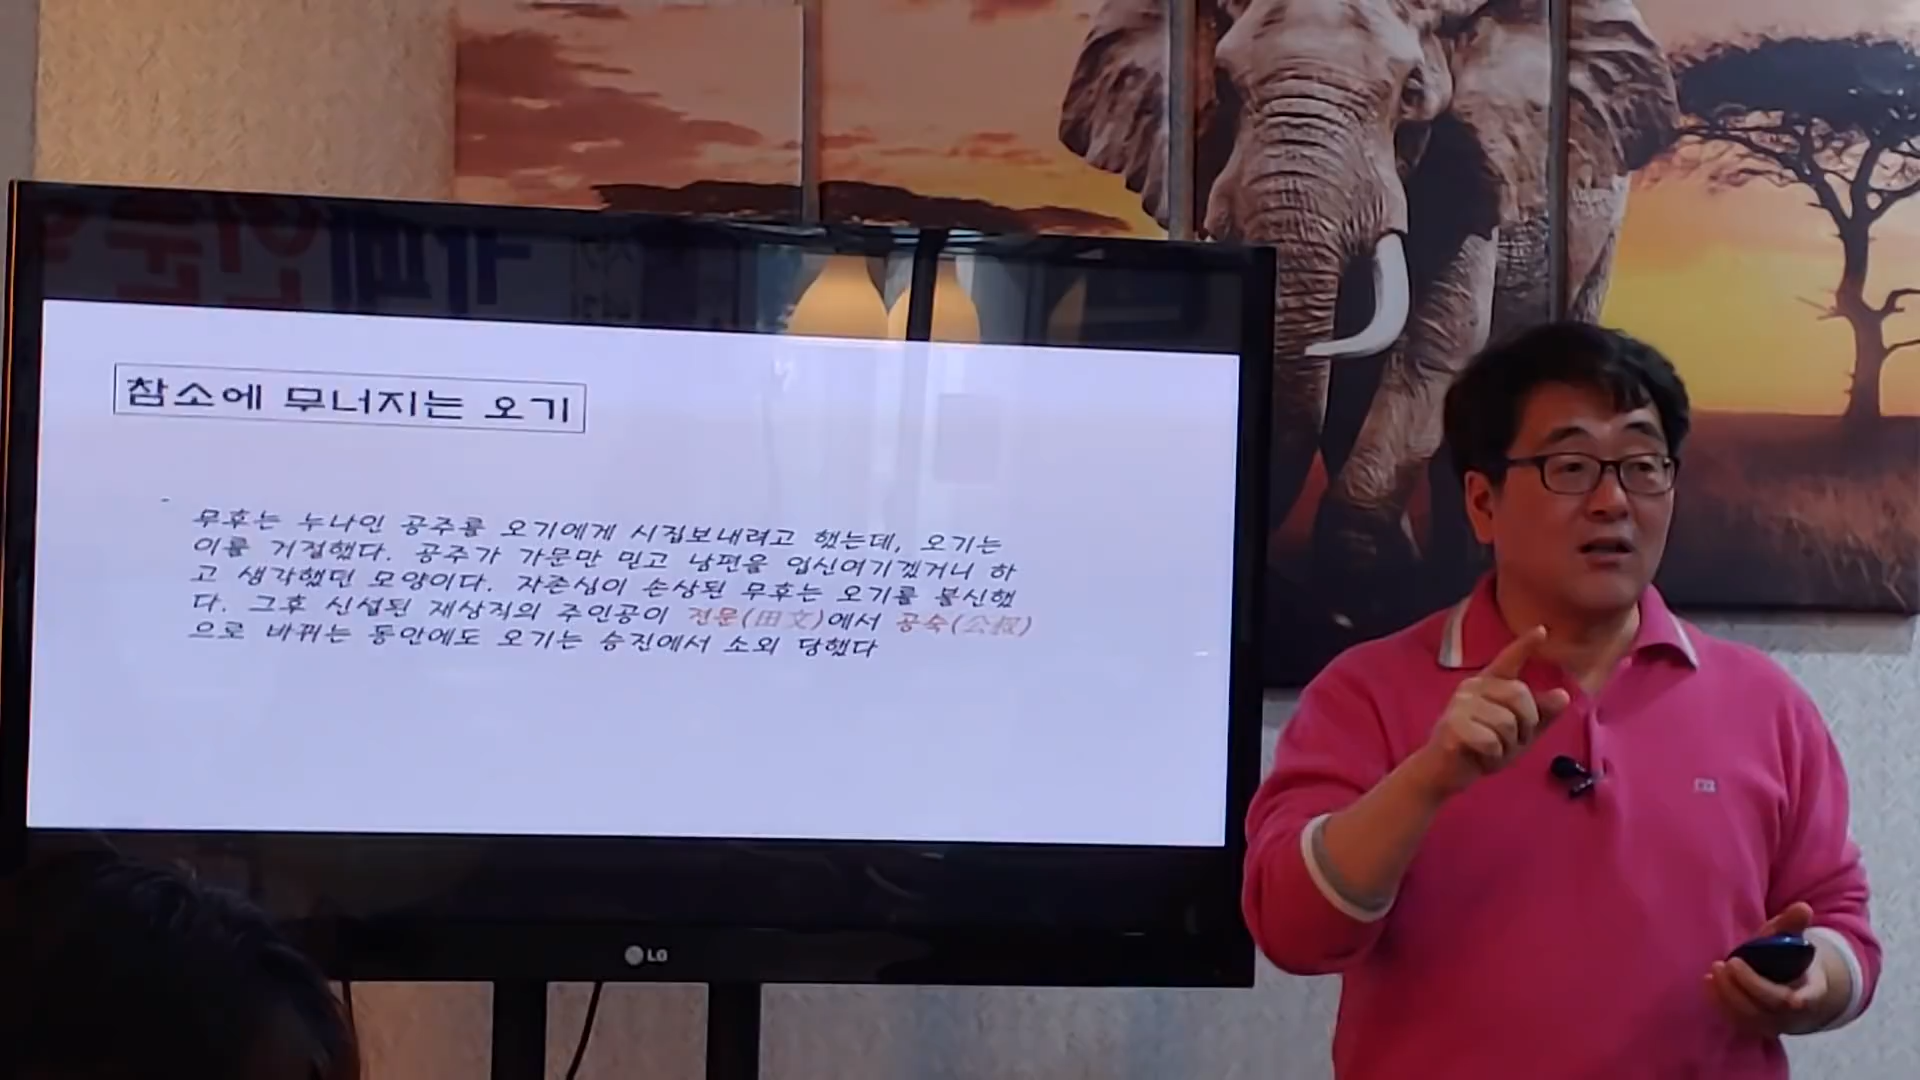 참소에 무너지는 오기
무후는 누나인 공주를 오기에게 시집보내려고 했는데, 오기는
이를 거절했다. 공주가 가문만 믿고 남편을 업신여기겠거니 하
고 생각했던 모양이다. 자존심이 손상된 무후는 오기를 불신했
다. 그후 신설된 재상직의 주인공이 전문(田文)에서 공숙(公叔)
으로 바뀌는 동안에도 오기는 승진에서 소외 당했다
LG